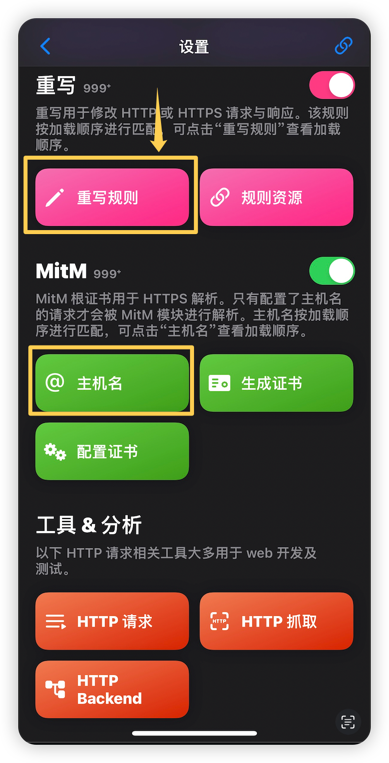 设置
重写 999+
重写用于修改 HTTP 或 HTTPS 请求与响应。该规则
按加载顺序进行匹配，可点击“重写规则”查看加载
顺序。
重写规则
规则资源
MitM 999+
MitM 根证书用于 HTTPS 解析。只有配置了主机名
的请求才会被 MitM 模块进行解析。主机名按加载顺
序进行匹配，可点击“主机名”查看加载顺序。
@ 主机名
生成证书
配置证书
工具 & 分析
以下 HTTP 请求相关工具大多用于 web 开发及
测试。
HTTP 请求
HTTP HTTP 抓取
HTTP
Backend